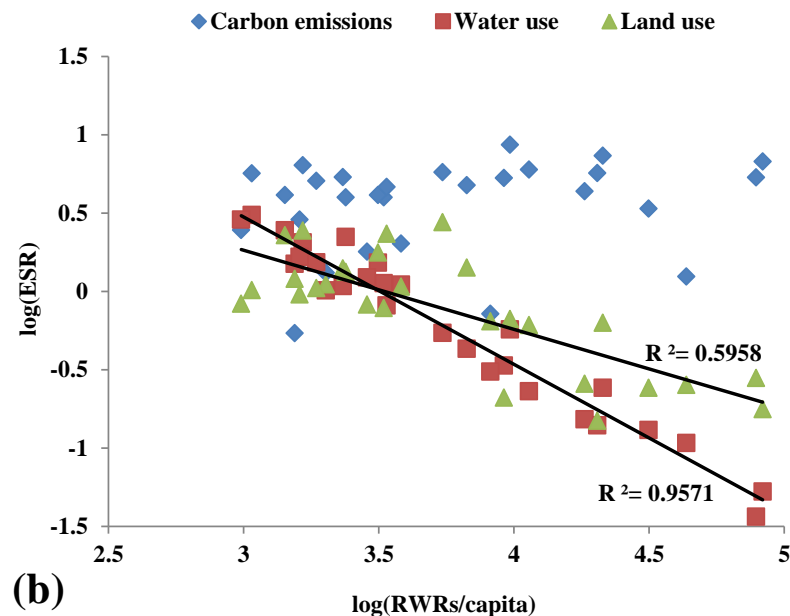 Carbon emissions Water use Land use
1.5
1
0.5
0
-0.5
-1
-1.5
log(ESR)
R ²= 0.5958
R ²= 0.9571
2.5 3 3.5 4 4.5 5
(b) log(RWRs/capita)